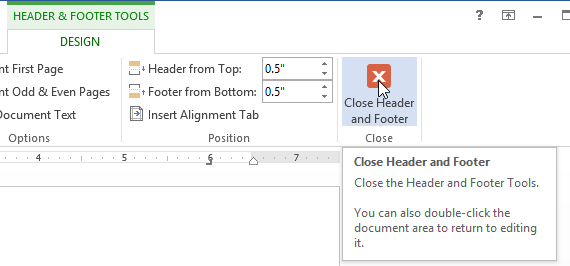 HEADER & FOOTER TOOLS
?
DESIGN
nt First Page
Header from Top: 0.5"
nt Odd & Even Pages
Footer from Bottom: 0.5"
Document Text
Insert Alignment Tab
Close Header
and Footer
Options
Position
Close
4 5 6 7
Close Header and Footer
Close the Header and Footer Tools.
You can also double-click the
document area to return to editing
it.